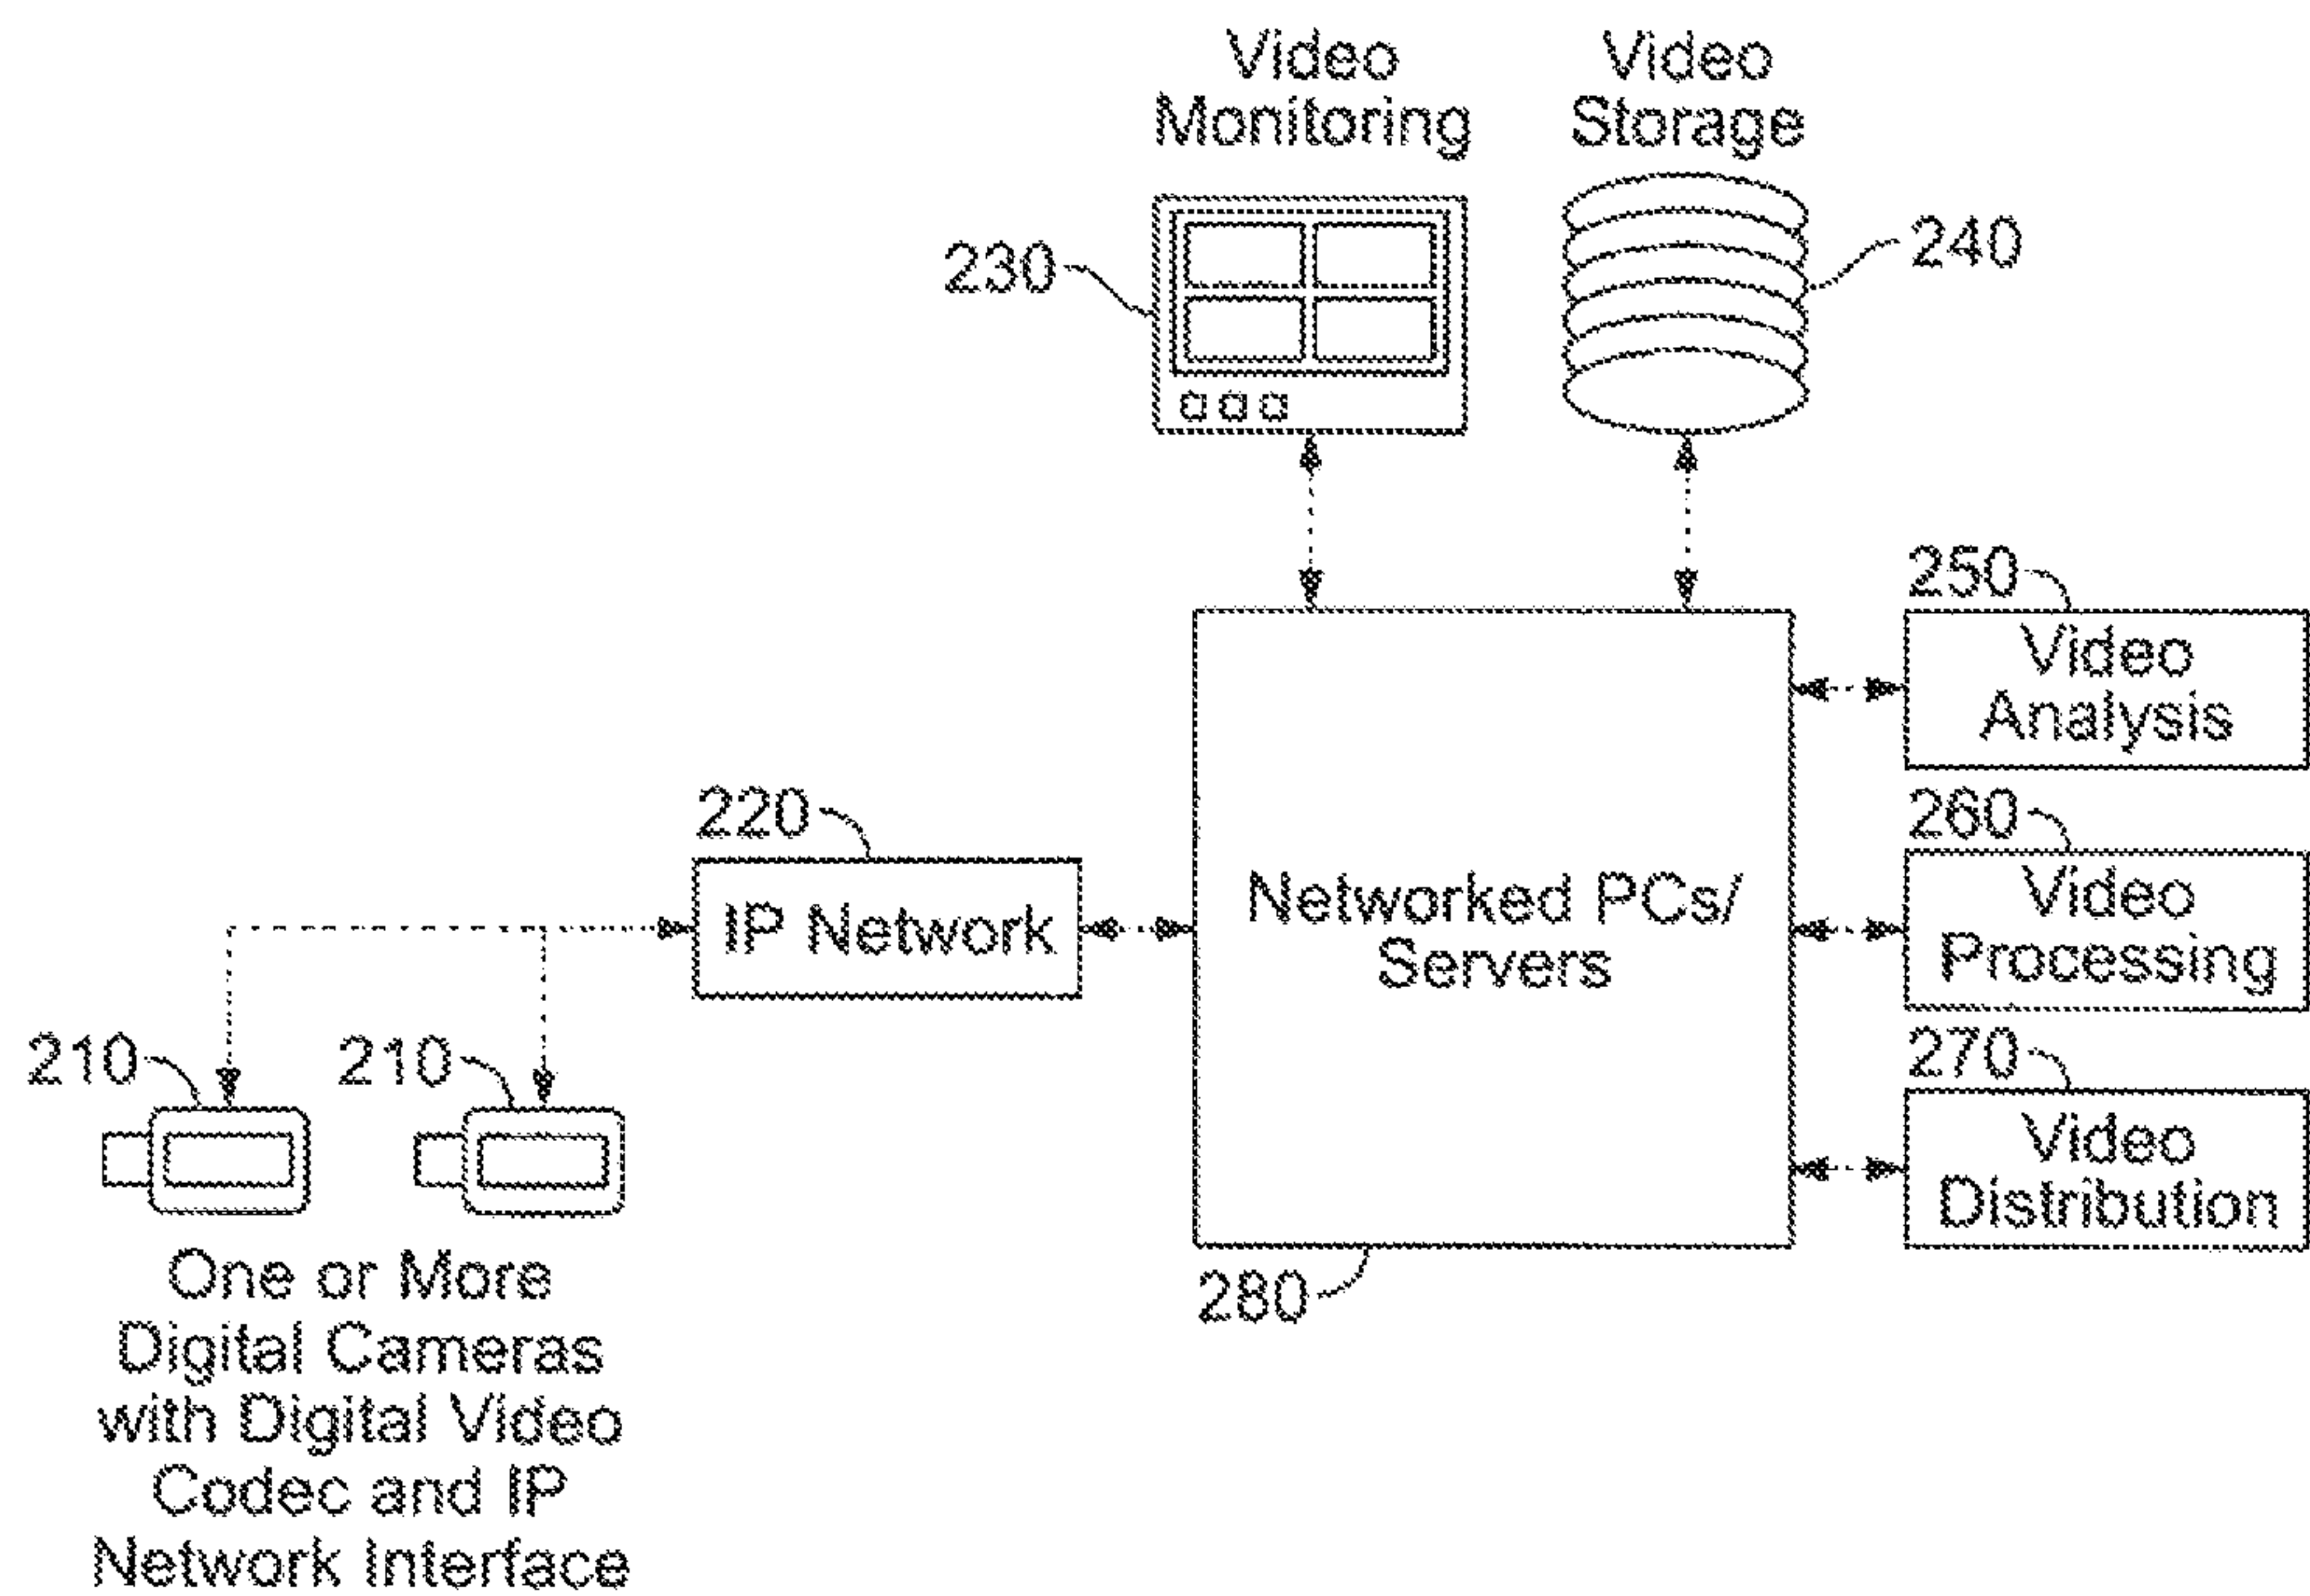 Video
Monitoring
Video
Storage
230
240
250
Video
Analysis
220
IP Network
Networked PCs/
Servers
260
Video
Processing
210
210
270
Video
Distribution
280
One or More
Digital Cameras
with Digital Video
Codec and IP
Network Interface